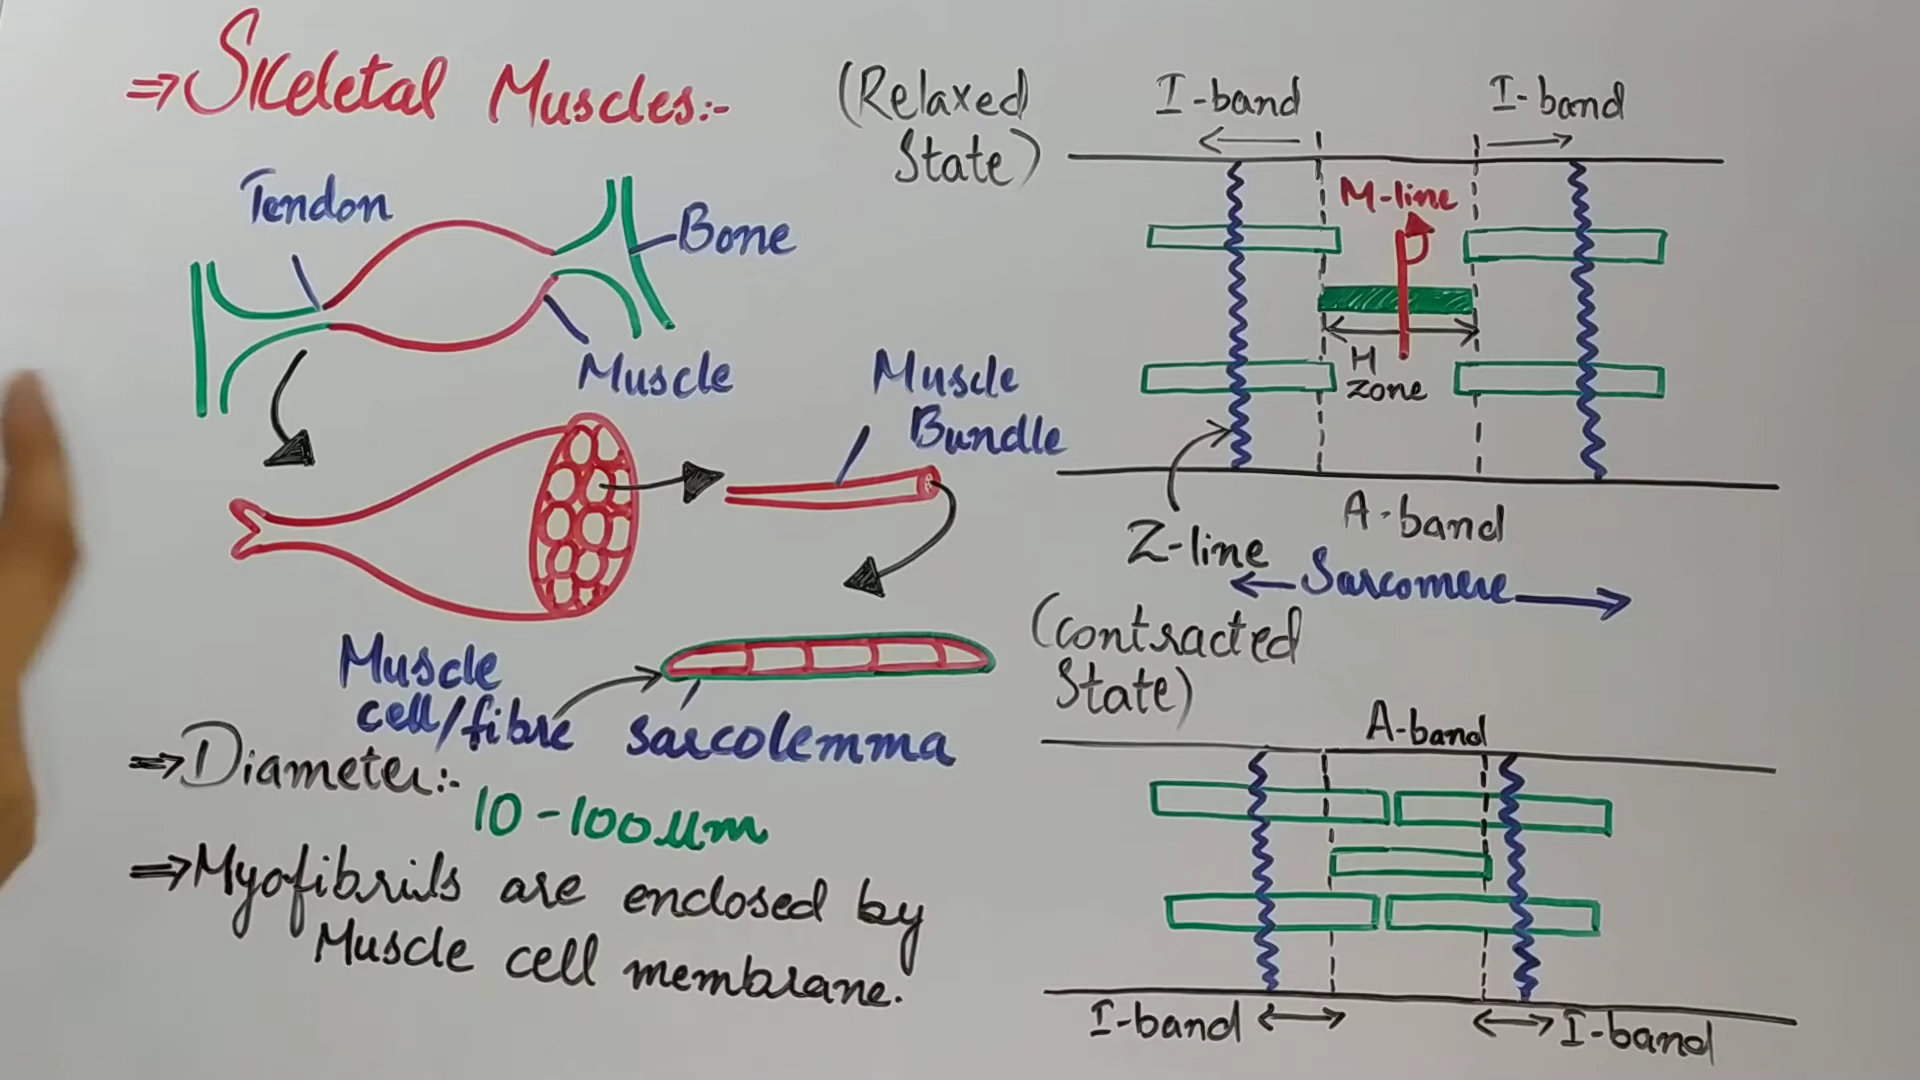 ⇒Skeletal Muscles:-
Tendon
Bone
Muscle
Muscle
Bundle
Muscle
cell/fibre
sarcolemma
⇒Diameter:-
10-100μm
⇒Myofibrils are enclosed by
Muscle cell membrane.
(Relaxed
State)
I-band
I-band
M-line
H
zone
Z-line
A-band
Sarcomere
(contracted
State)
A-band
I-band
I-band